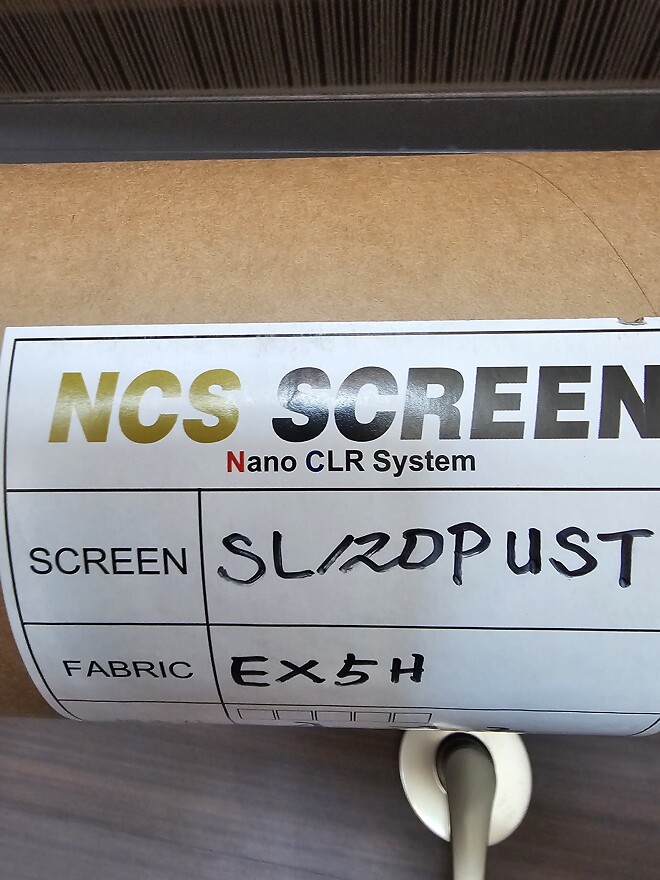 NCS SCREEN
Nano CLR System
SCREEN SL120PUST
FABRIC EX5H